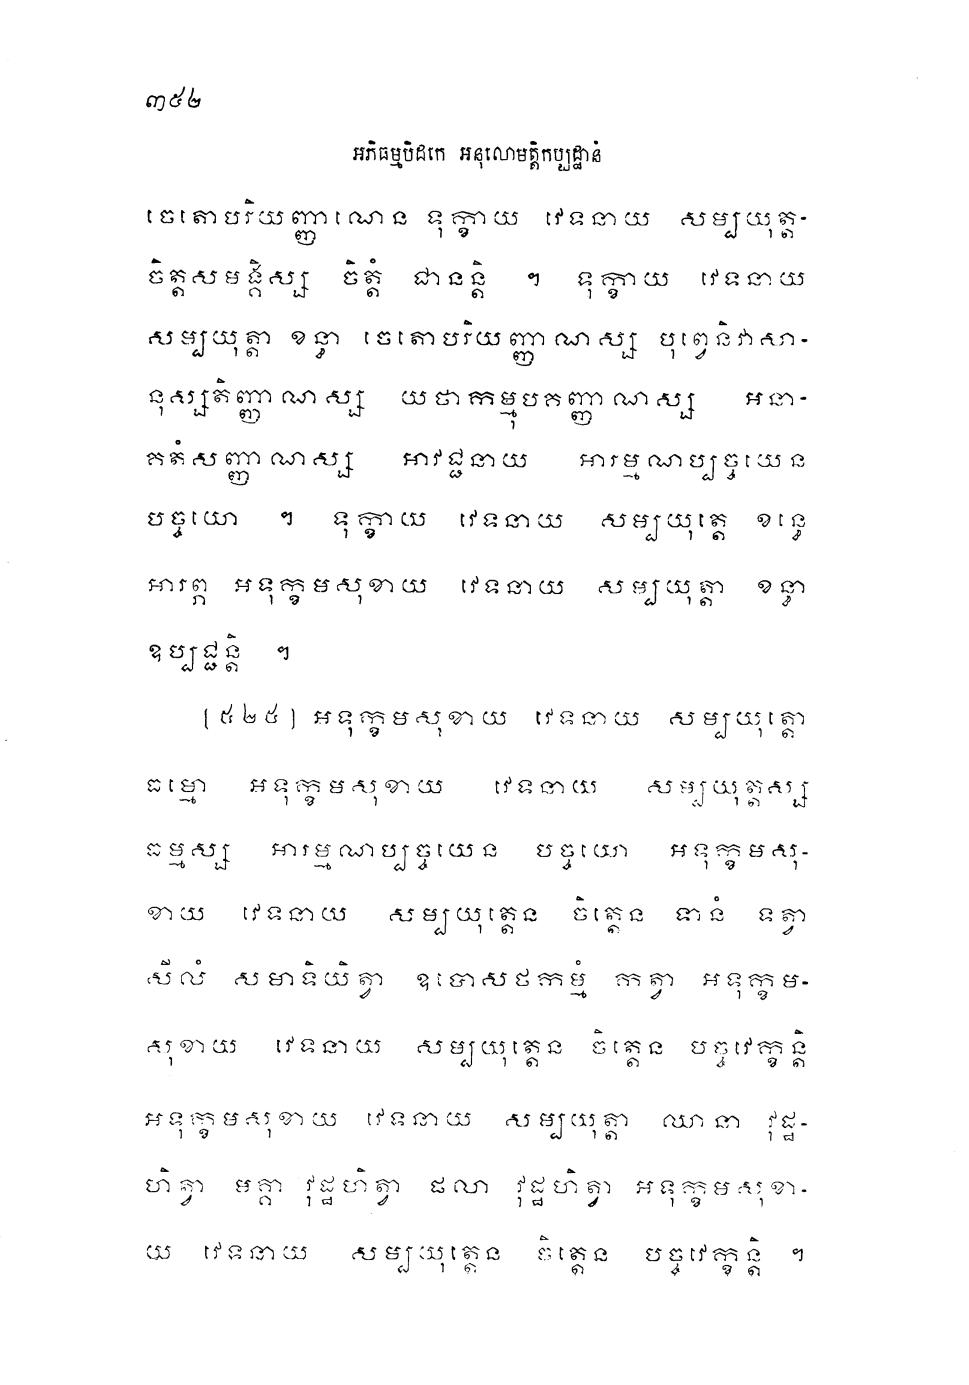 ៣៥២
អភិធម្មបិដកេ អនុលោមត្តិកប្បដ្ឋានំ
ចេតោបរិយញ្ញាណេន ទុក្ខាយ វេទនាយ សម្បយុត្ត-
ចិត្តសមង្គិស្ស ចិត្តំ ជានន្តិ ។ ទុក្ខាយ វេទនាយ
សម្បយុត្តា ខន្ធា ចេតោបរិយញ្ញាណស្ស បុព្វេនិវាសា-
នុស្សតិញ្ញាណស្ស យថាកម្មុបគញ្ញាណស្ស អនា-
គតំសញ្ញាណស្ស អាវជ្ជនាយ អារម្មណប្បច្ចយេន
បច្ចយោ ។ ទុក្ខាយ វេទនាយ សម្បយុត្តេ ខន្ធេ
អារព្ភ អទុក្ខមសុខាយ វេទនាយ សម្បយុត្តា ខន្ធា
ឧប្បជ្ជន្តិ ។
[៥២៥] អទុក្ខមសុខាយ វេទនាយ សម្បយុត្តោ
ធម្មោ អទុក្ខមសុខាយ វេទនាយ សម្បយុត្តស្ស
ធម្មស្ស អារម្មណប្បច្ចយេន បច្ចយោ អទុក្ខមសុ-
ខាយ វេទនាយ សម្បយុត្តេន ចិត្តេន ទានំ ទត្វា
សីលំ សមាទិយិត្វា ឧបោសថកម្មំ កត្វា អទុក្ខម-
សុខាយ វេទនាយ សម្បយុត្តេន ចិត្តេន បច្ចវេក្ខន្តិ
អទុក្ខមសុខាយ វេទនាយ សម្បយុត្តា ឈានា វុដ្ឋ-
ហិត្វា មគ្គា វុដ្ឋហិត្វា ផលា វុដ្ឋហិត្វា អទុក្ខមសុខា-
យ វេទនាយ សម្បយុត្តេន ចិត្តេន បច្ចវេក្ខន្តិ ។